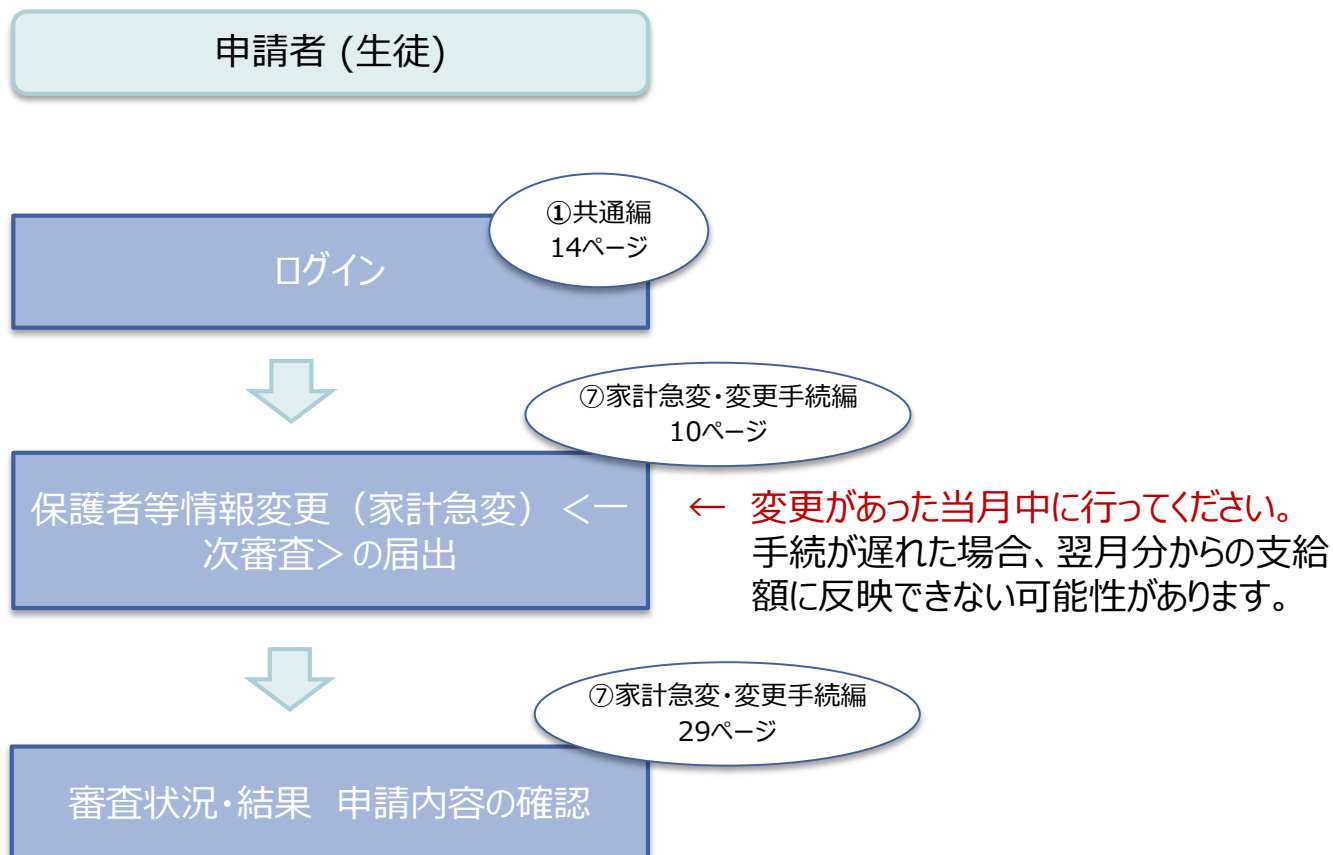 申請者 (生徒)
①共通編
14ページ
ログイン
⑦家計急変・変更手続編
10ページ
保護者等情報変更（家計急変）＜一
次審査＞の届出
← 変更があった当月中に行ってください。
手続が遅れた場合、翌月分からの支給
額に反映できない可能性があります。
⑦家計急変・変更手続編
29ページ
審査状況・結果　申請内容の確認